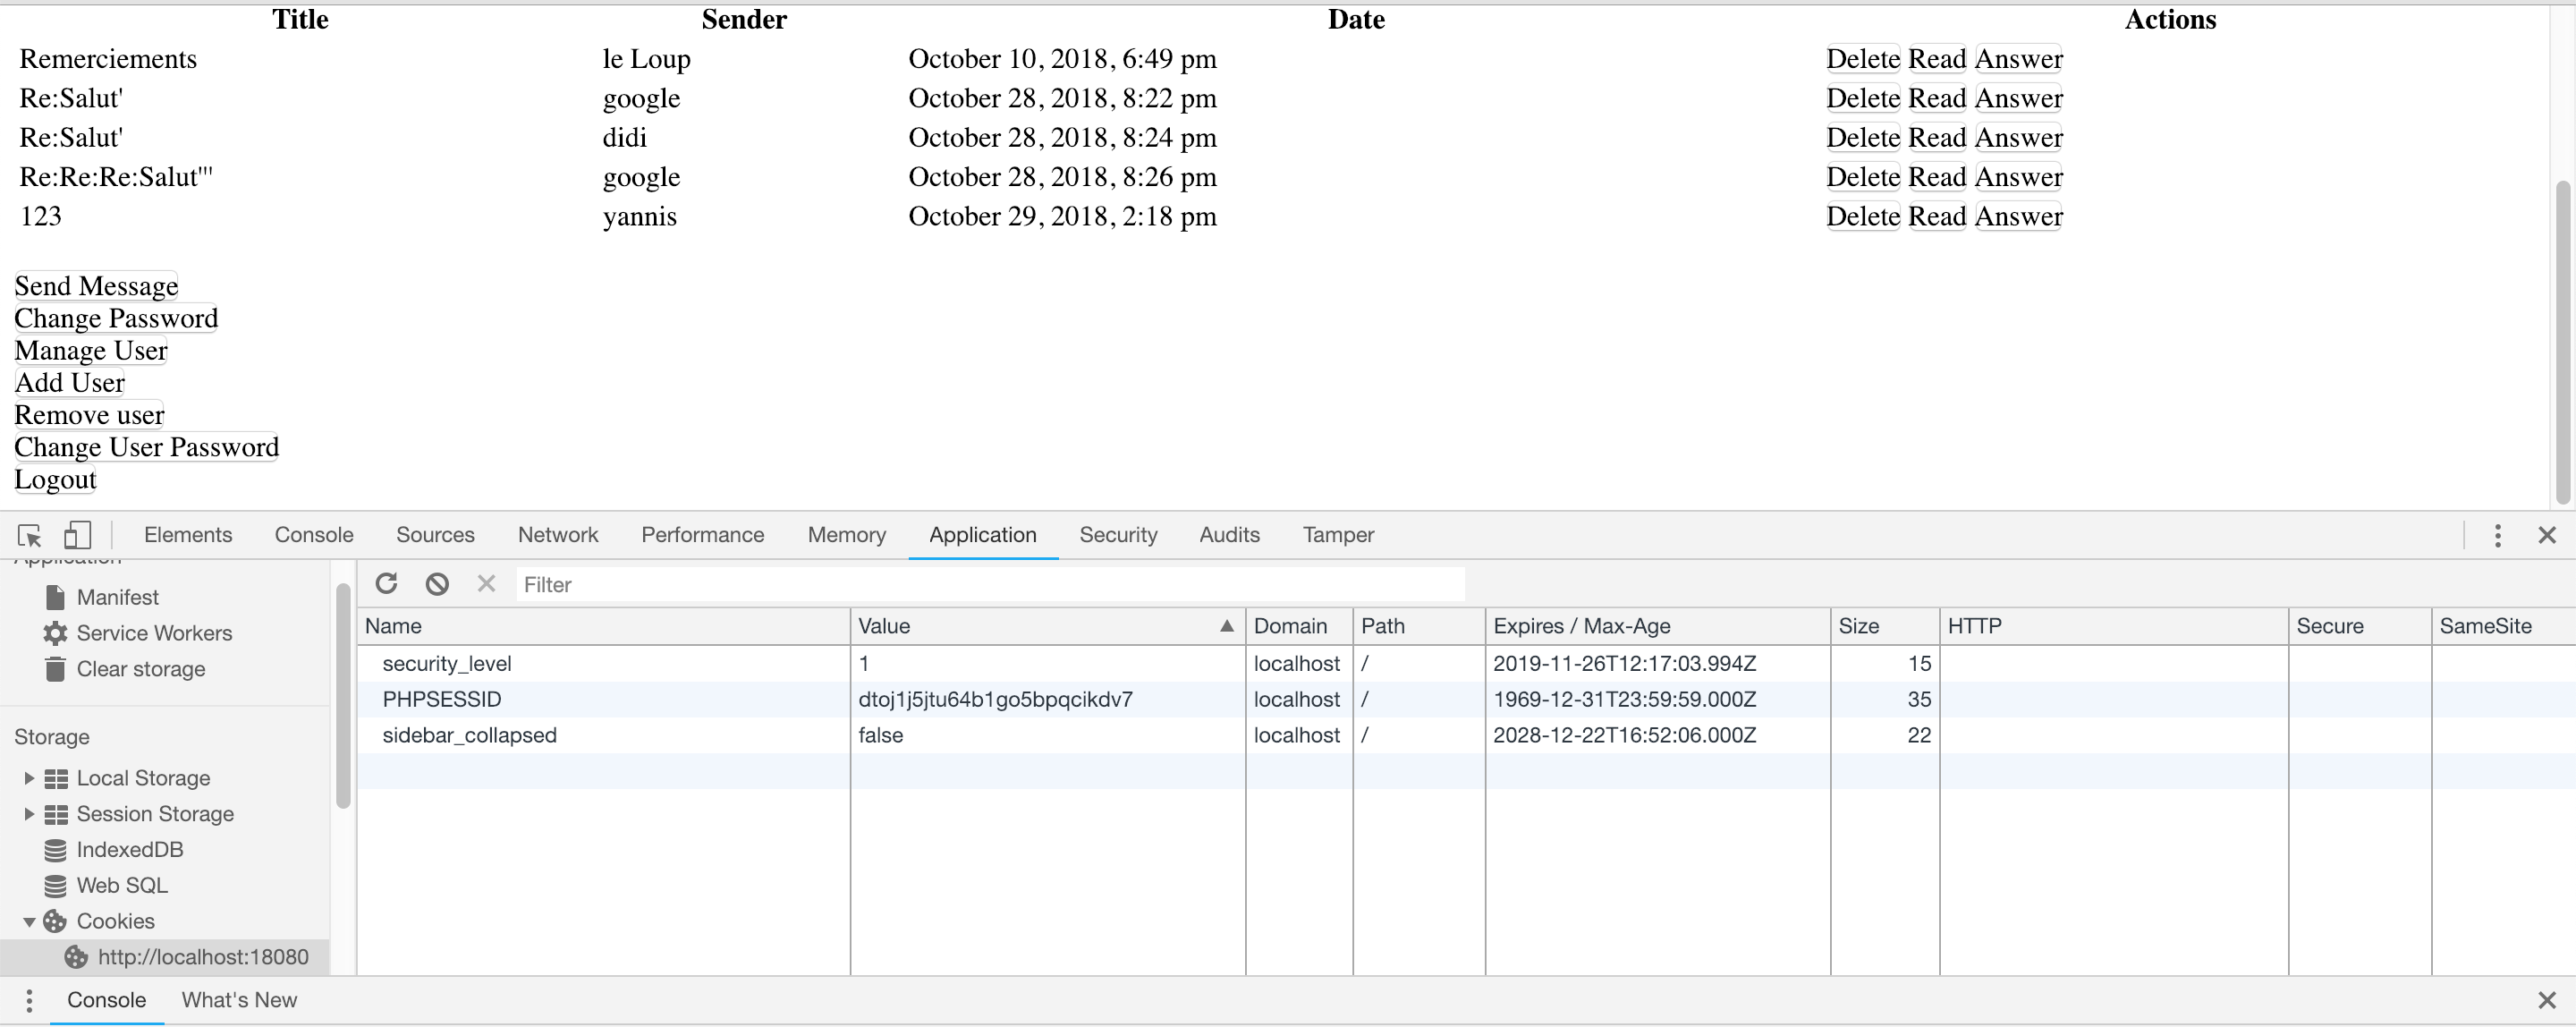 Title Sender Date Actions
Remerciements le Loup October 10, 2018, 6:49 pm Delete Read Answer
Re:Salut' google October 28, 2018, 8:22 pm Delete Read Answer
Re:Salut' didi October 28, 2018, 8:24 pm Delete Read Answer
Re:Re:Re:Salut''' google October 28, 2018, 8:26 pm Delete Read Answer
123 yannis October 29, 2018, 2:18 pm Delete Read Answer
Send Message
Change Password
Manage User
Add User
Remove user
Change User Password
Logout
Elements Console Sources Network Performance Memory Application Security Audits Tamper
Application
Manifest
Service Workers
Clear storage
Storage
Local Storage
Session Storage
IndexedDB
Web SQL
Cookies
http://localhost:18080
Filter
Name Value Domain Path Expires / Max-Age Size HTTP Secure SameSite
security_level 1 localhost / 2019-11-26T12:17:03.994Z 15
PHPSESSID dtoj1j5jtu64b1go5bpqcikdv7 localhost / 1969-12-31T23:59:59.000Z 35
sidebar_collapsed false localhost / 2028-12-22T16:52:06.000Z 22
Console What's New